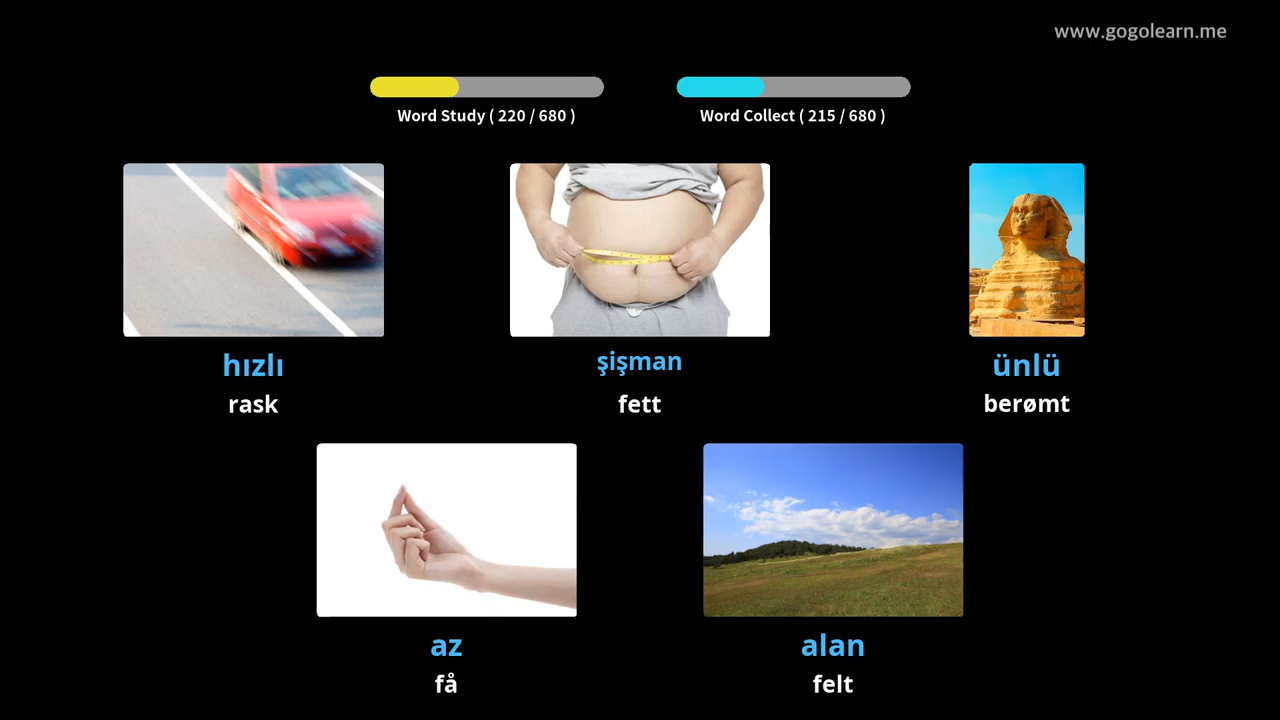 www.gogolearn.me
Word Study ( 220 / 680 )
Word Collect ( 215 / 680 )
hızlı
rask
şişman
fett
ünlü
berømt
az
få
alan
felt